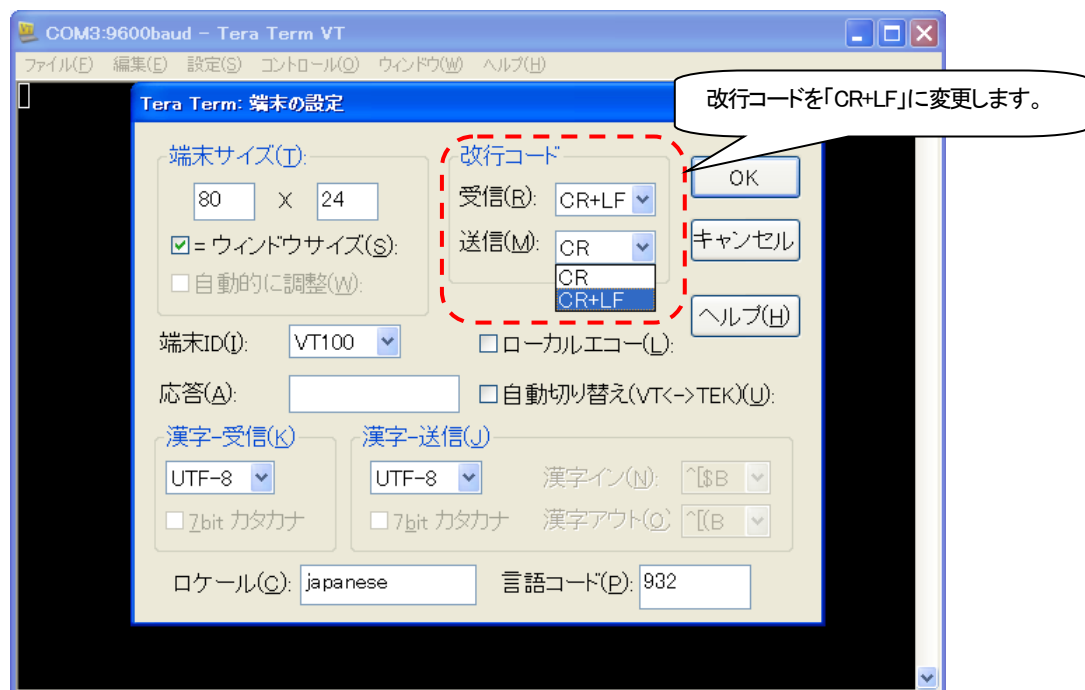 COM3:9600baud - Tera Term VT
ファイル(F) 編集(E) 設定(S) コントロール(O) ウィンドウ(W) ヘルプ(H)
改行コードを「CR+LF」に変更します。
Tera Term: 端末の設定
端末サイズ(T):
80 X 24
= ウィンドウサイズ(S):
自動的に調整(W):
改行コード
受信(R): CR+LF
送信(M): CR
CR
CR+LF
OK
キャンセル
ヘルプ(H)
端末ID(I): VT100
ローカルエコー(L):
応答(A):
自動切り替え(VT<->TEK)(U):
漢字-受信(K)
UTF-8
7bit カタカナ
漢字-送信(J)
UTF-8
7bit カタカナ
漢字イン(N): ^[$B
漢字アウト(O) ^[(B
ロケール(C): japanese
言語コード(P): 932